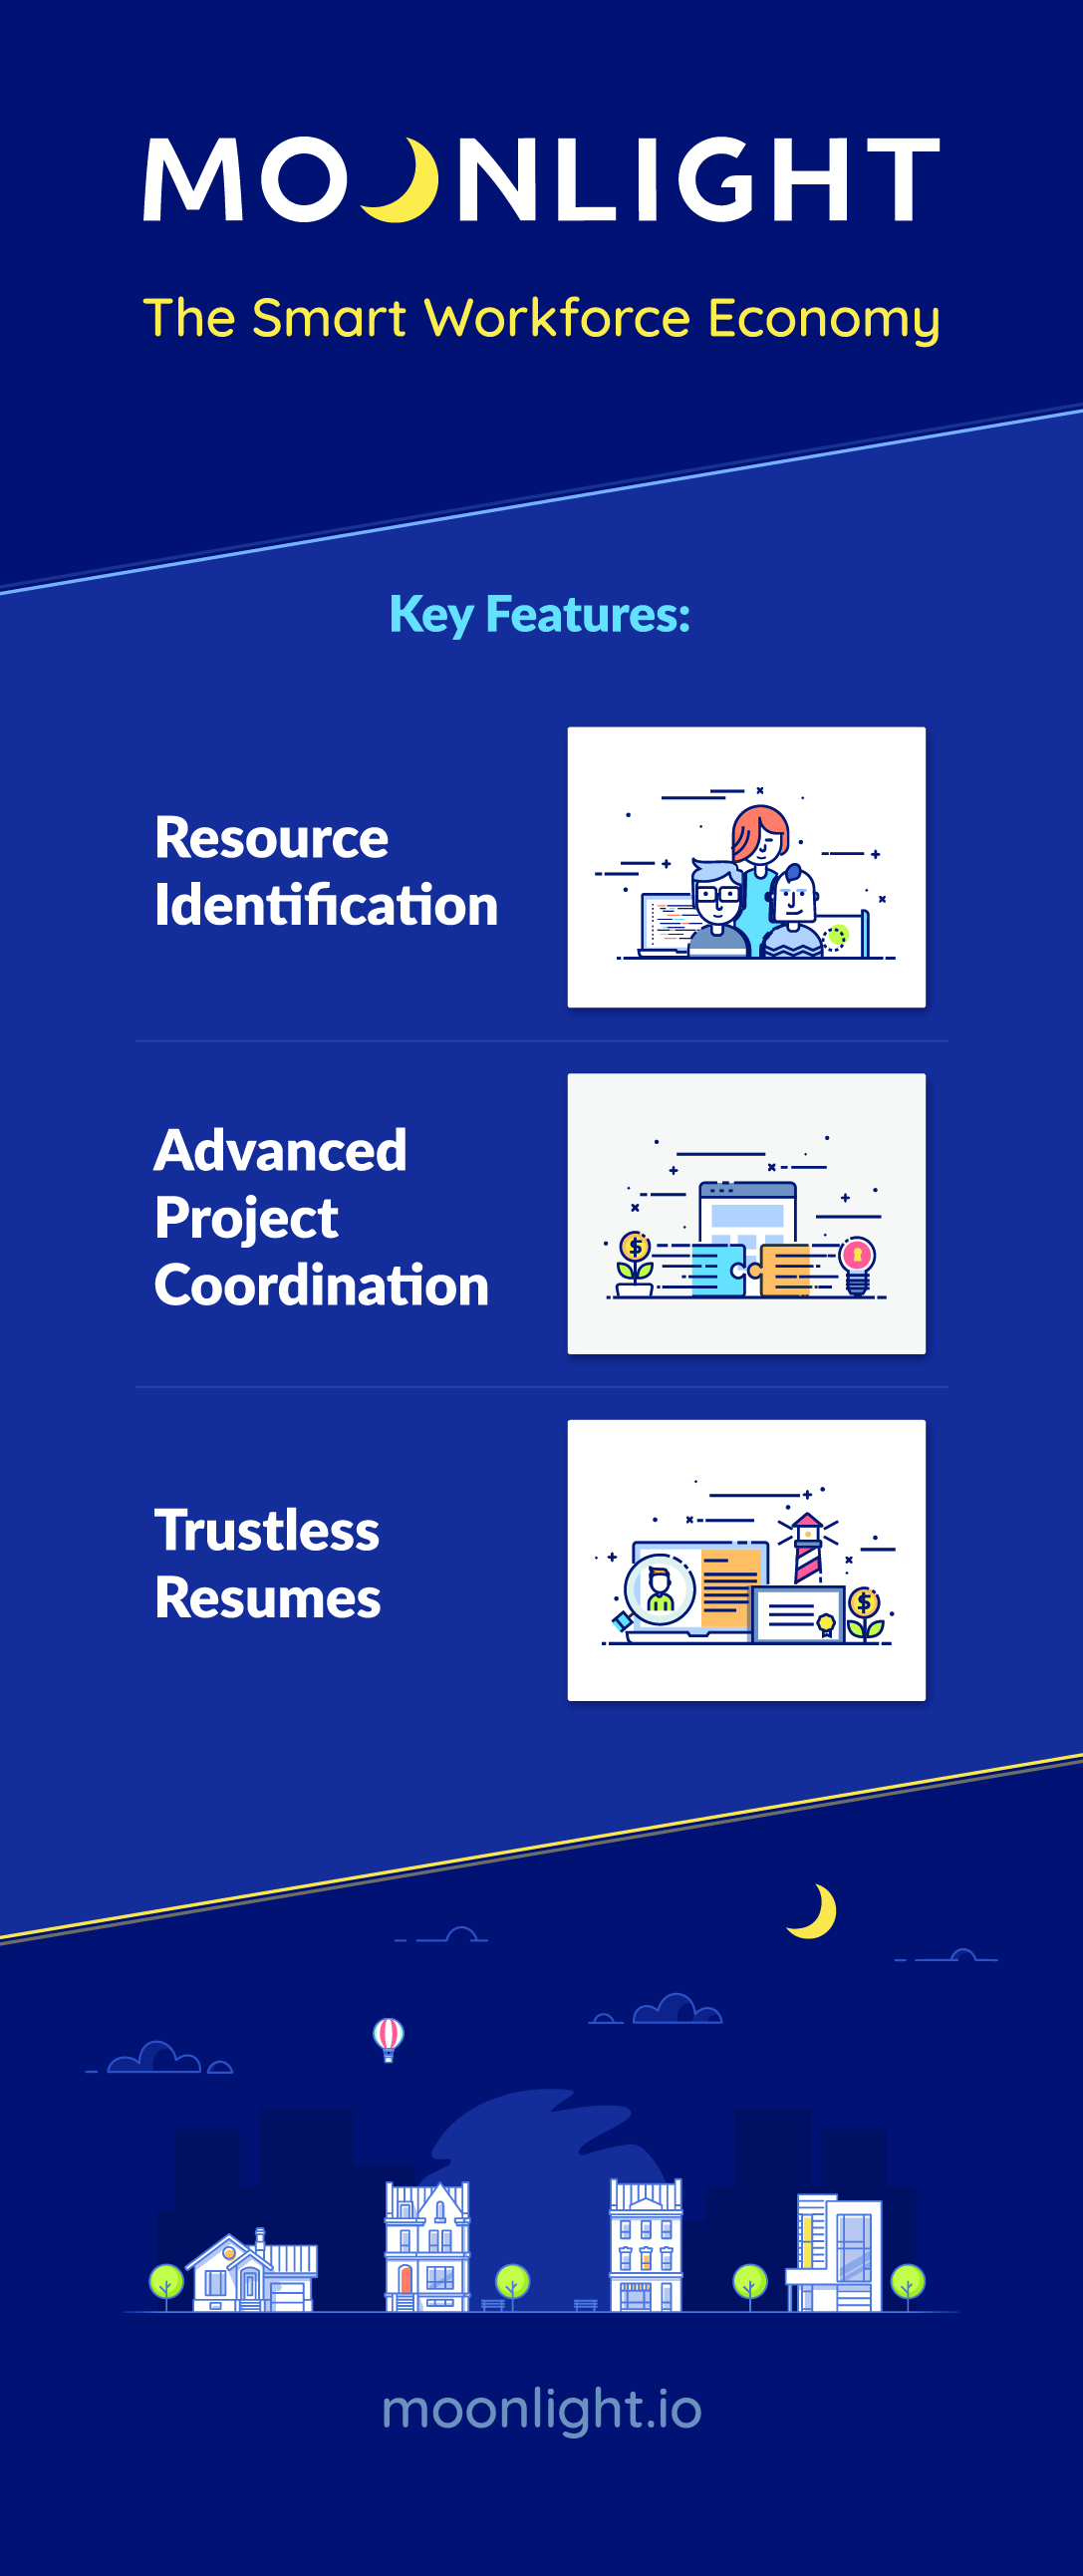 MOONLIGHT
The Smart Workforce Economy
Key Features:
Resource
Identification
Advanced
Project
Coordination
Trustless
Resumes
moonlight.io